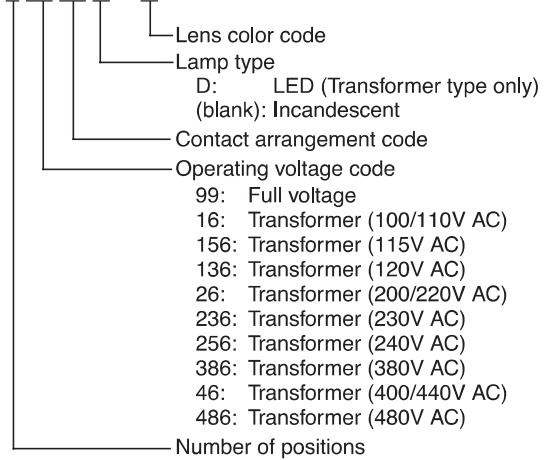 Lens color code
Lamp type
D: LED (Transformer type only)
(blank): Incandescent
Contact arrangement code
Operating voltage code
99: Full voltage
16: Transformer (100/110V AC)
156: Transformer (115V AC)
136: Transformer (120V AC)
26: Transformer (200/220V AC)
236: Transformer (230V AC)
256: Transformer (240V AC)
386: Transformer (380V AC)
46: Transformer (400/440V AC)
486: Transformer (480V AC)
Number of positions